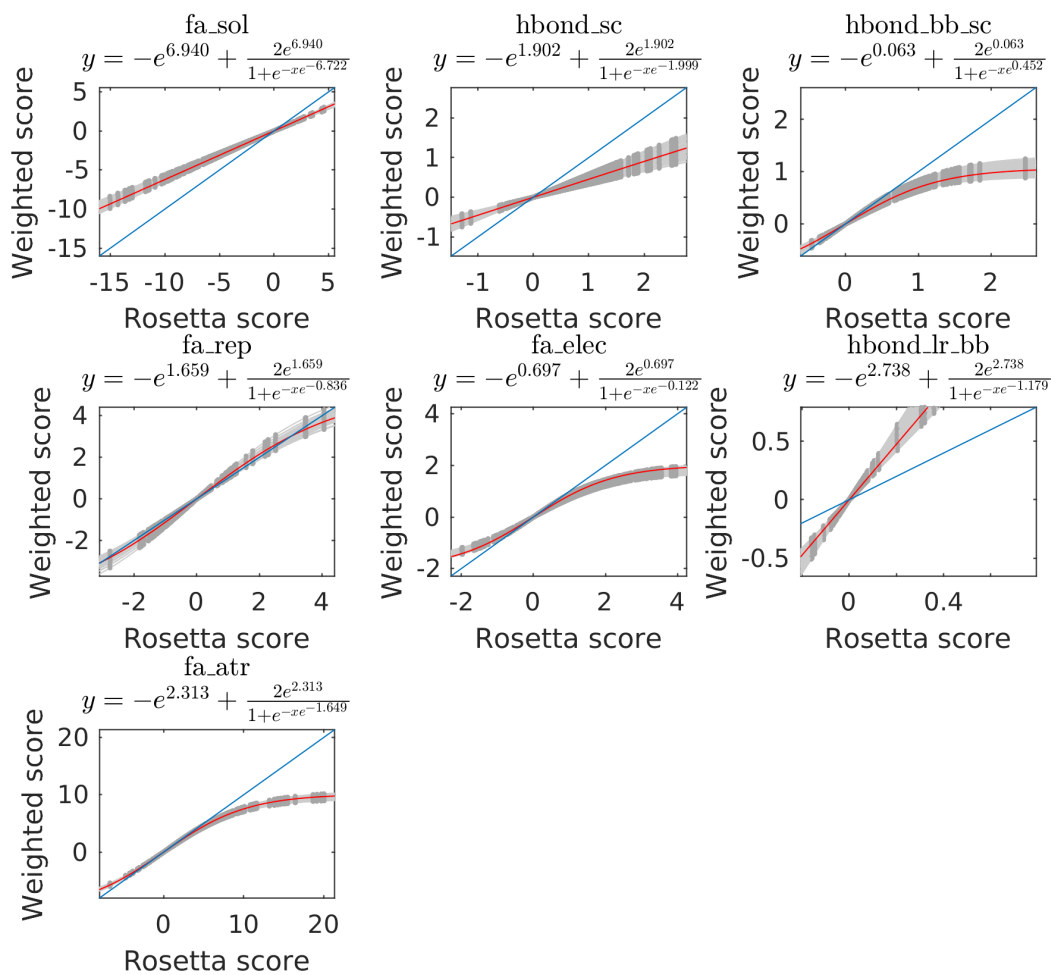 fa_sol
y = −e^{6.940} + \frac{2e^{6.940}}{1+e^{-xe^{-6.722}}}
Weighted score
5
0
-5
-10
-15
-15 -10 -5 0 5
Rosetta score
hbond_sc
y = −e^{1.902} + \frac{2e^{1.902}}{1+e^{-xe^{-1.999}}}
Weighted score
2
1
0
-1
-1 0 1 2
Rosetta score
hbond_bb_sc
y = −e^{0.063} + \frac{2e^{0.063}}{1+e^{-xe^{0.452}}}
Weighted score
2
1
0
0 1 2
Rosetta score
fa_rep
y = −e^{1.659} + \frac{2e^{1.659}}{1+e^{-xe^{-0.836}}}
Weighted score
4
2
0
-2
-2 0 2 4
Rosetta score
fa_elec
y = −e^{0.697} + \frac{2e^{0.697}}{1+e^{-xe^{-0.122}}}
Weighted score
4
2
0
-2
-2 0 2 4
Rosetta score
hbond_lr_bb
y = −e^{2.738} + \frac{2e^{2.738}}{1+e^{-xe^{-1.179}}}
Weighted score
0.5
0
-0.5
0 0.4
Rosetta score
fa_atr
y = −e^{2.313} + \frac{2e^{2.313}}{1+e^{-xe^{-1.649}}}
Weighted score
20
10
0
0 10 20
Rosetta score